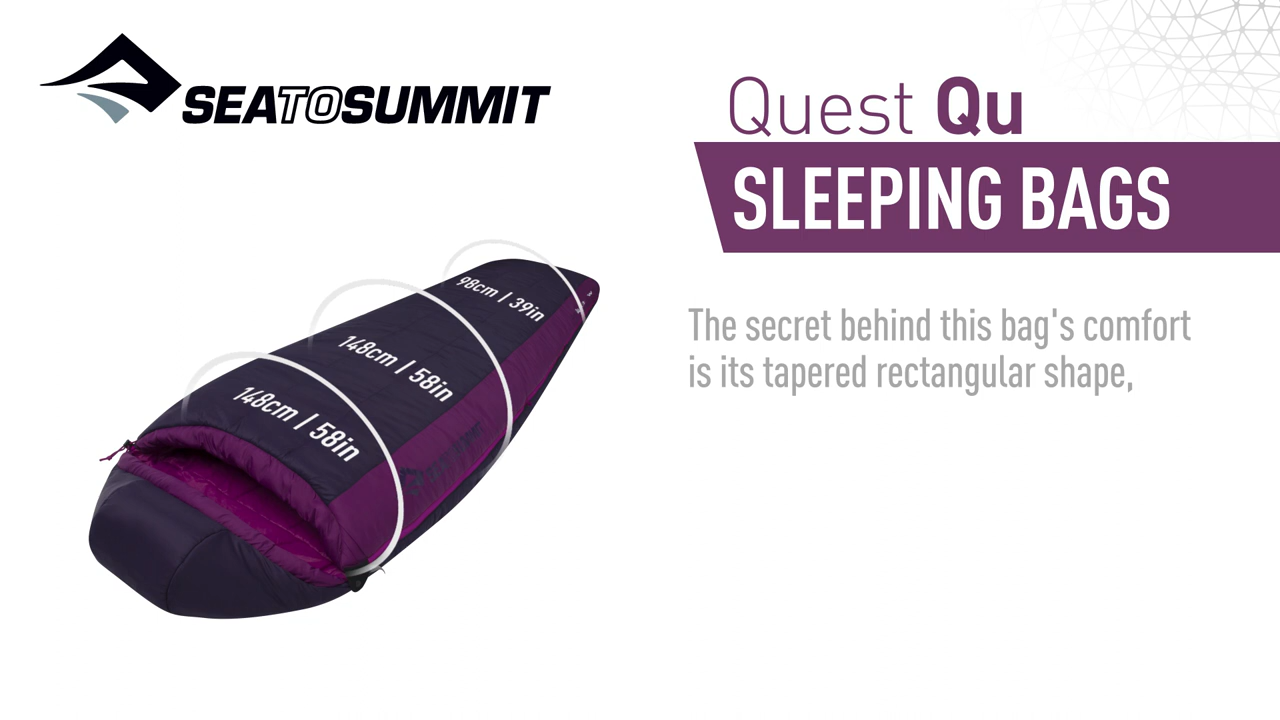 SEATOSUMMIT
Quest Qu
SLEEPING BAGS
98cm | 39in
148cm | 58in
148cm | 58in
The secret behind this bag's comfort
is its tapered rectangular shape,